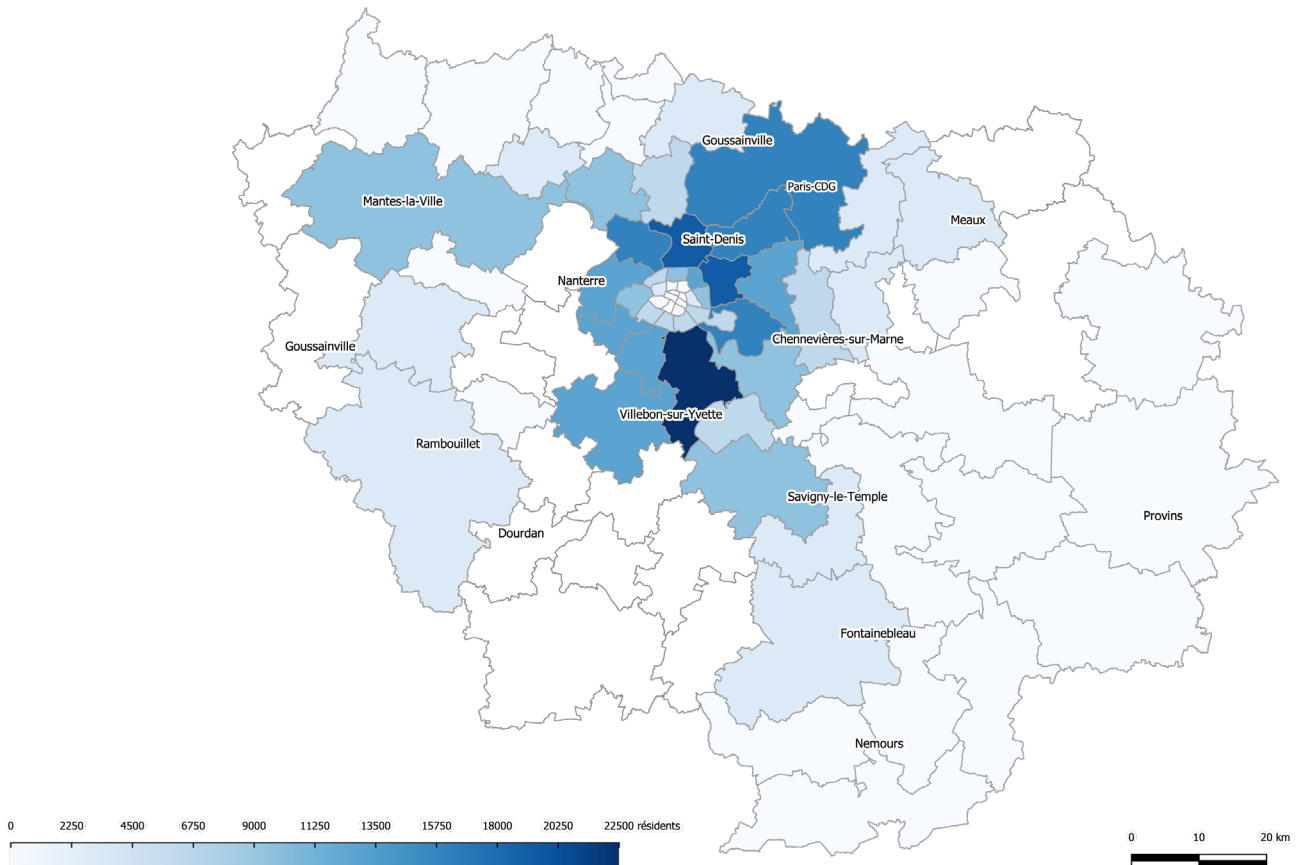 Goussainville
Paris-CDG
Mantes-la-Ville
Meaux
Saint-Denis
Nanterre
Chennevières-sur-Marne
Goussainville
Villebon-sur-Yvette
Rambouillet
Savigny-le-Temple
Provins
Dourdan
Fontainebleau
Nemours
0 2250 4500 6750 9000 11250 13500 15750 18000 20250 22500 résidents
0 10 20 km